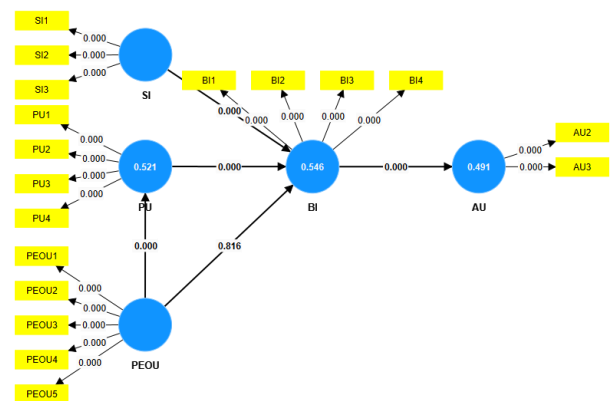 SI1
0.000
SI2
0.000
0.000
SI3
SI
BI1
BI2
BI3
BI4
0.000
0.000
0.000
0.000
0.000
PU1
0.000
PU2
0.000
PU3
0.000
0.000
PU4
0.521
PU
0.000
0.546
BI
0.000
0.491
AU
AU2
0.000
0.000
AU3
0.000
0.816
PEOU1
0.000
PEOU2
0.000
PEOU3
0.000
PEOU4
0.000
0.000
PEOU5
PEOU